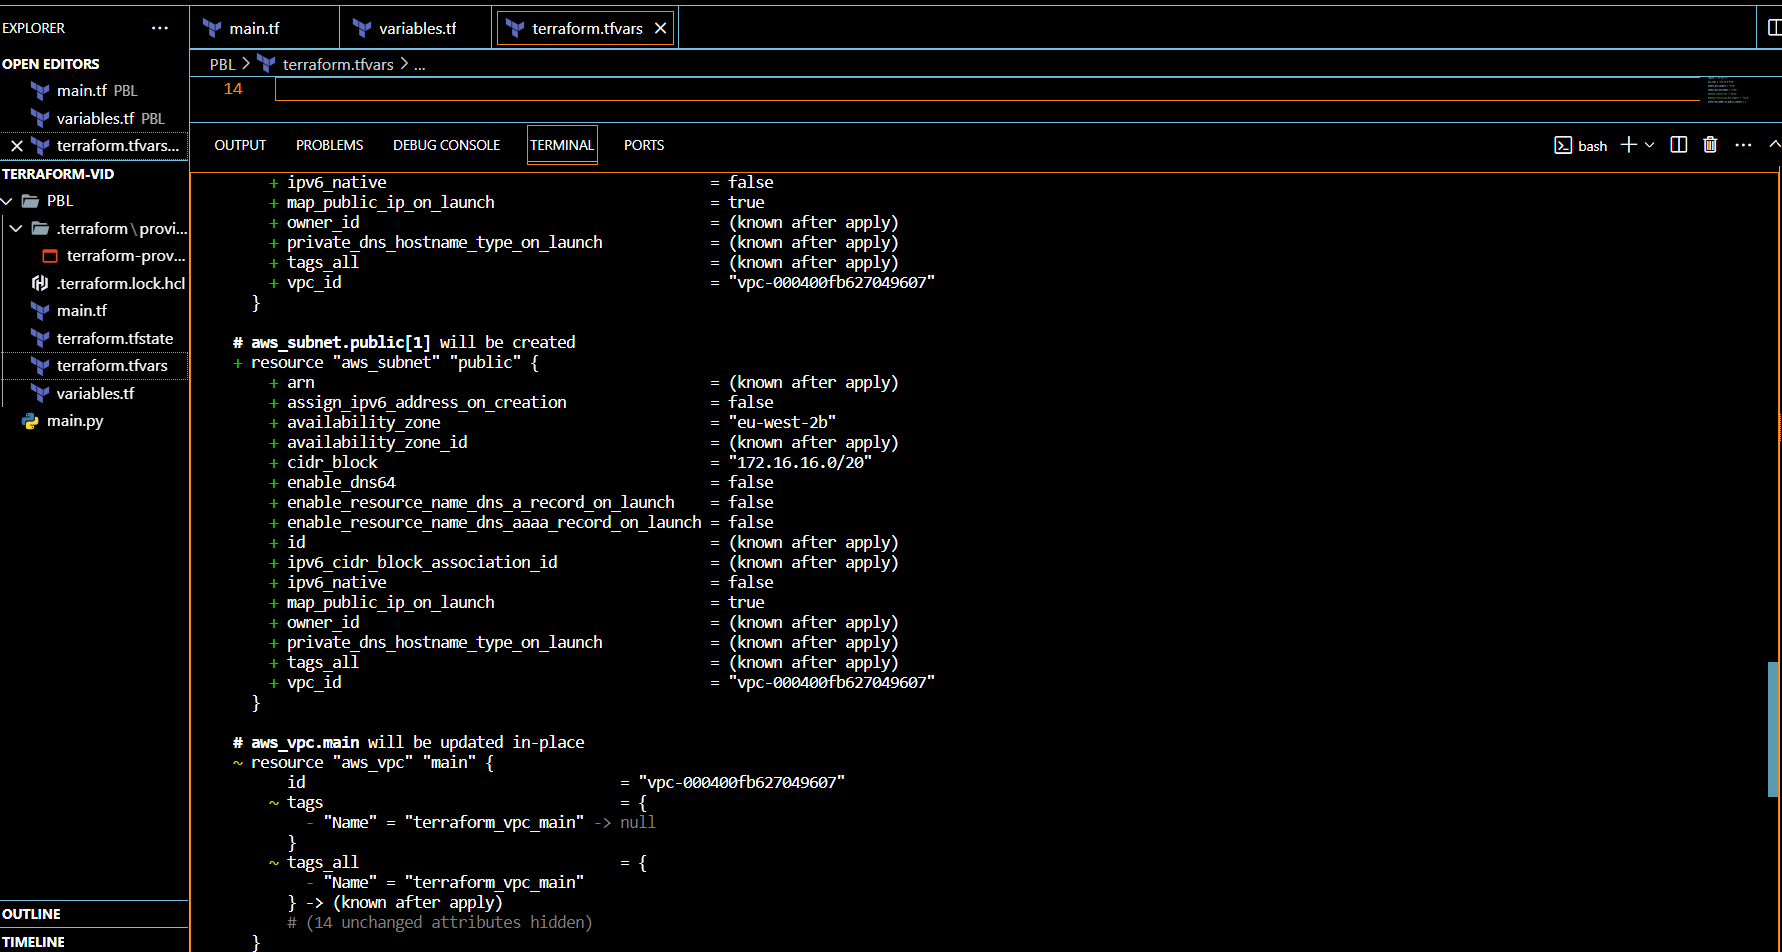 EXPLORER ...
main.tf
variables.tf
terraform.tfvars
OPEN EDITORS
main.tf PBL
variables.tf PBL
terraform.tfvars...
TERRAFORM-VID
PBL
.terraform\provi...
terraform-prov...
.terraform.lock.hcl
main.tf
terraform.tfstate
terraform.tfvars
variables.tf
main.py
OUTLINE
TIMELINE
PBL > terraform.tfvars > ...
14
OUTPUT PROBLEMS DEBUG CONSOLE TERMINAL PORTS
bash
+ ipv6_native = false
+ map_public_ip_on_launch = true
+ owner_id = (known after apply)
+ private_dns_hostname_type_on_launch = (known after apply)
+ tags_all = (known after apply)
+ vpc_id = "vpc-000400fb627049607"
}
# aws_subnet.public[1] will be created
+ resource "aws_subnet" "public" {
+ arn = (known after apply)
+ assign_ipv6_address_on_creation = false
+ availability_zone = "eu-west-2b"
+ availability_zone_id = (known after apply)
+ cidr_block = "172.16.16.0/20"
+ enable_dns64 = false
+ enable_resource_name_dns_a_record_on_launch = false
+ enable_resource_name_dns_aaaa_record_on_launch = false
+ id = (known after apply)
+ ipv6_cidr_block_association_id = (known after apply)
+ ipv6_native = false
+ map_public_ip_on_launch = true
+ owner_id = (known after apply)
+ private_dns_hostname_type_on_launch = (known after apply)
+ tags_all = (known after apply)
+ vpc_id = "vpc-000400fb627049607"
}
# aws_vpc.main will be updated in-place
~ resource "aws_vpc" "main" {
id = "vpc-000400fb627049607"
~ tags = {
- "Name" = "terraform_vpc_main" -> null
}
~ tags_all = {
- "Name" = "terraform_vpc_main"
} -> (known after apply)
# (14 unchanged attributes hidden)
}